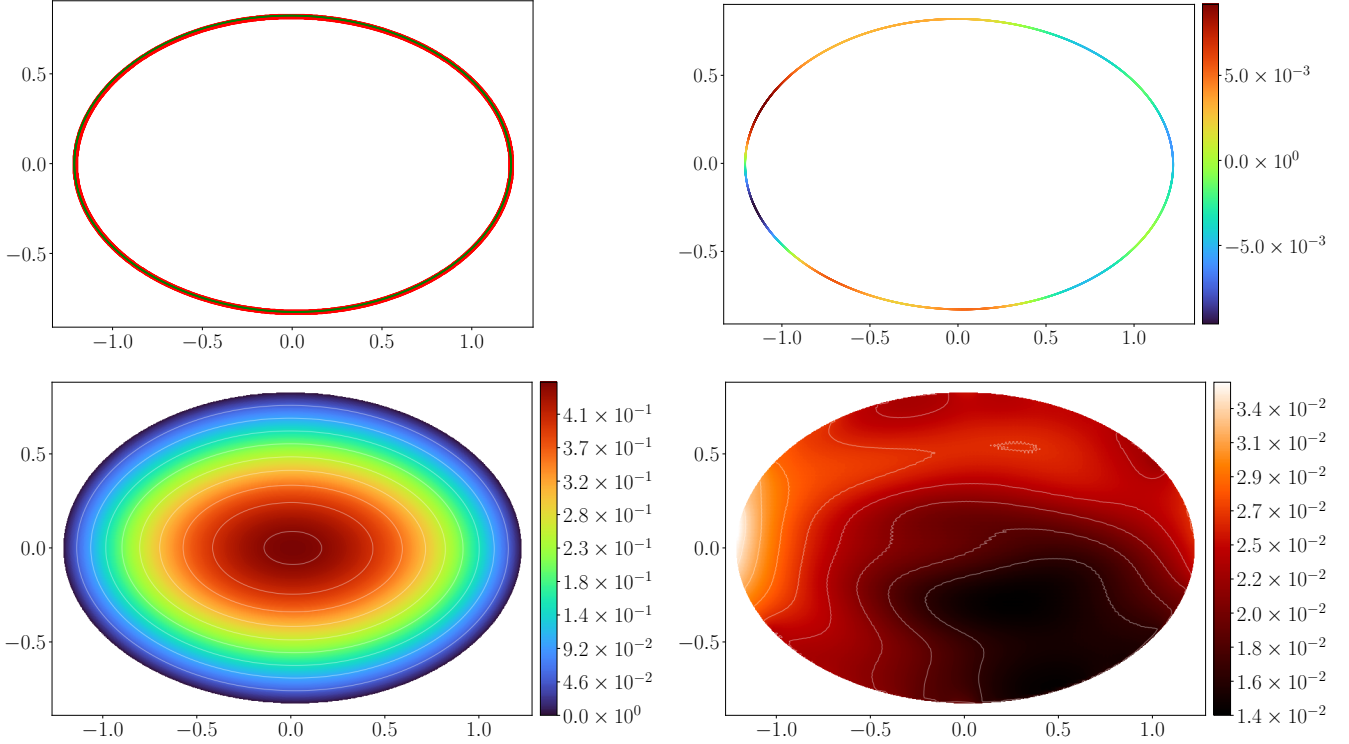 0.5
0.0
−0.5
−1.0 −0.5 0.0 0.5 1.0
0.5
0.0
−0.5
−1.0 −0.5 0.0 0.5 1.0
5.0 × 10⁻³
0.0 × 10⁰
−5.0 × 10⁻³
0.5
0.0
−0.5
−1.0 −0.5 0.0 0.5 1.0
4.1 × 10⁻¹
3.7 × 10⁻¹
3.2 × 10⁻¹
2.8 × 10⁻¹
2.3 × 10⁻¹
1.8 × 10⁻¹
1.4 × 10⁻¹
9.2 × 10⁻²
4.6 × 10⁻²
0.0 × 10⁰
0.5
0.0
−0.5
−1.0 −0.5 0.0 0.5 1.0
3.4 × 10⁻²
3.1 × 10⁻²
2.9 × 10⁻²
2.7 × 10⁻²
2.5 × 10⁻²
2.2 × 10⁻²
2.0 × 10⁻²
1.8 × 10⁻²
1.6 × 10⁻²
1.4 × 10⁻²